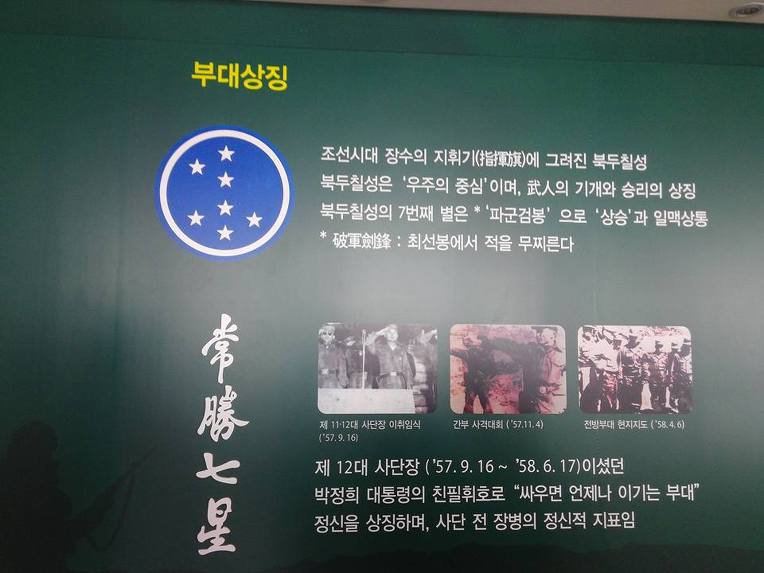 부대상징
조선시대 장수의 지휘기(指揮旗)에 그려진 북두칠성
북두칠성은 '우주의 중심'이며, 武人의 기개와 승리의 상징
북두칠성의 7번째 별은 * '파군검봉' 으로 '상승'과 일맥상통
* 破軍劍鋒 : 최선봉에서 적을 무찌른다
常勝七星
제 11·12대 사단장 이취임식
('57. 9. 16)
간부 사격대회 ('57.11. 4)
전방부대 현지지도 ('58. 4. 6)
제 12대 사단장 ('57. 9. 16 ~ '58. 6. 17)이셨던
박정희 대통령의 친필휘호로 "싸우면 언제나 이기는 부대"
정신을 상징하며, 사단 전 장병의 정신적 지표임